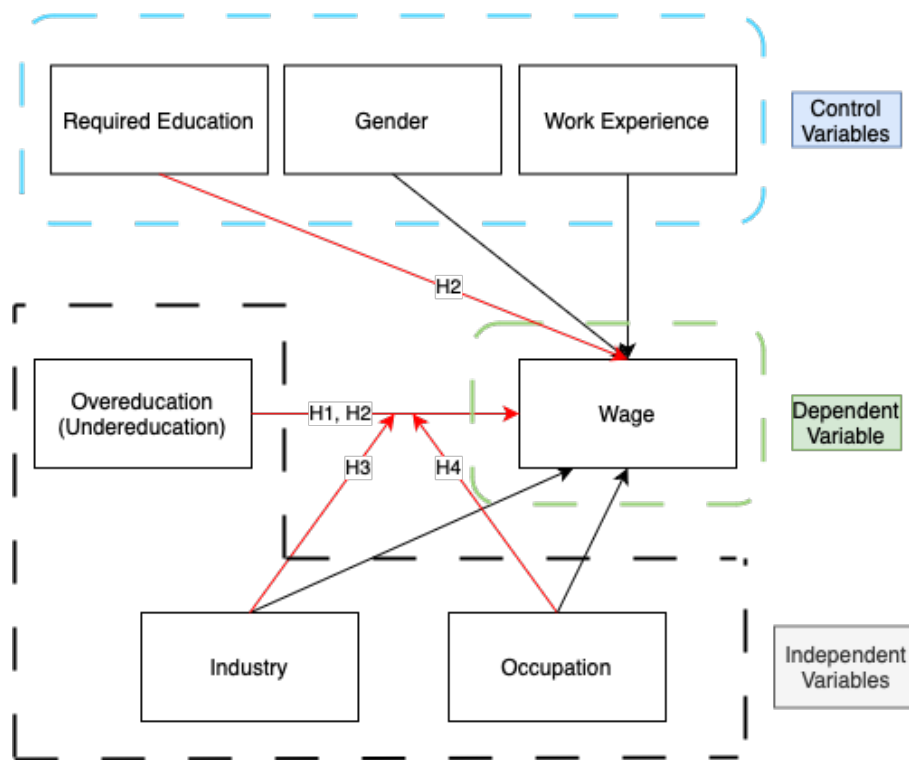 Required Education
Gender
Work Experience
Control
Variables
H2
Overeducation
(Undereducation)
H1, H2
Wage
Dependent
Variable
H3
H4
Industry
Occupation
Independent
Variables